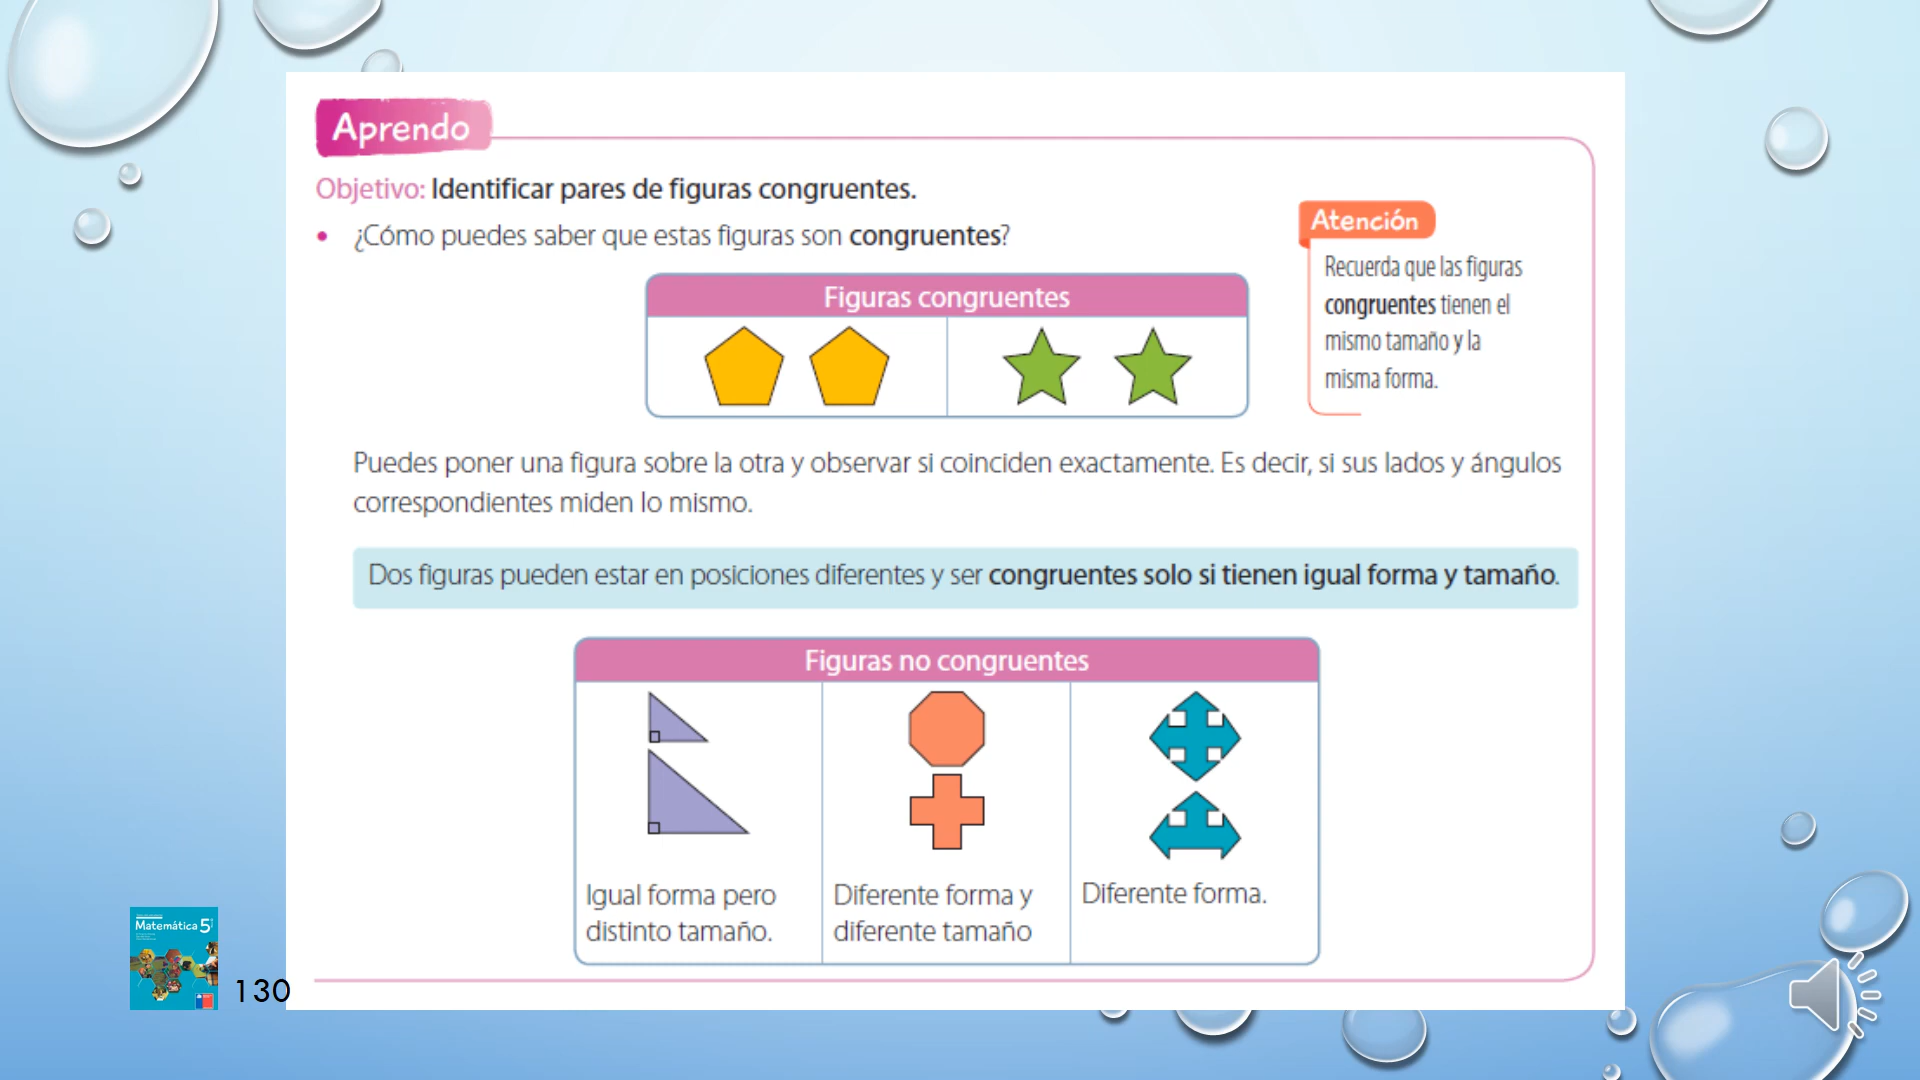 Aprendo
Objetivo: Identificar pares de figuras congruentes.
• ¿Cómo puedes saber que estas figuras son congruentes?
Figuras congruentes
Atención
Recuerda que las figuras
congruentes tienen el
mismo tamaño y la
misma forma.
Puedes poner una figura sobre la otra y observar si coinciden exactamente. Es decir, si sus lados y ángulos
correspondientes miden lo mismo.
Dos figuras pueden estar en posiciones diferentes y ser congruentes solo si tienen igual forma y tamaño.
Figuras no congruentes
Igual forma pero
distinto tamaño.
Diferente forma y
diferente tamaño
Diferente forma.
Matemática 5
130